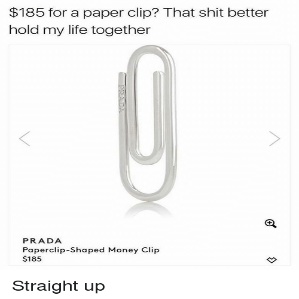 $185 for a paper clip? That shit better
hold my life together
PRADA
PRADA
Paperclip-Shaped Money Clip
$185
Straight up